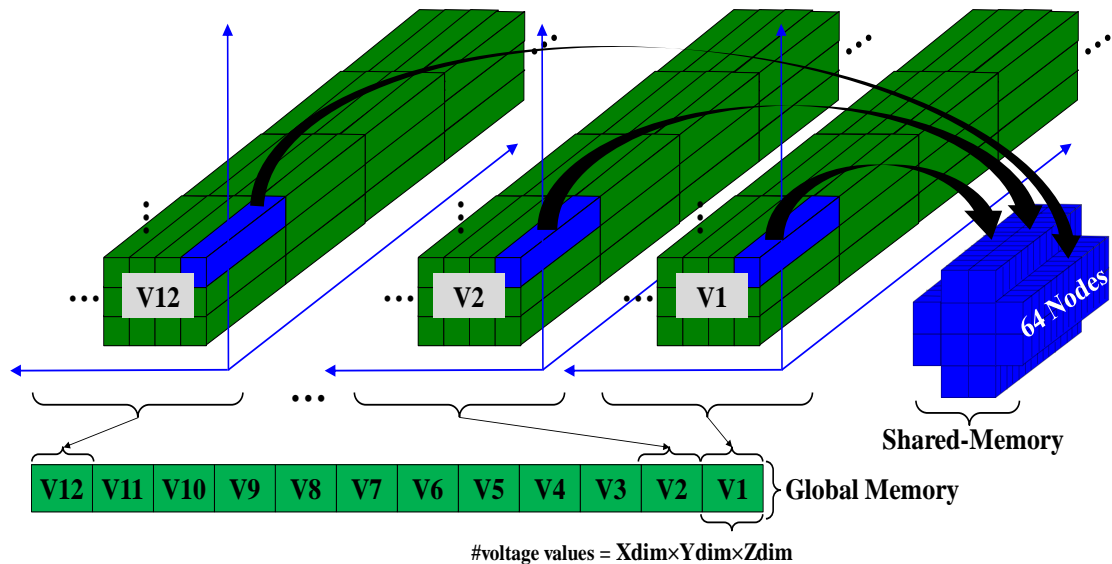 V12
V2
V1
64 Nodes
Shared-Memory
V12 V11 V10 V9 V8 V7 V6 V5 V4 V3 V2 V1
Global Memory
#voltage values = Xdim×Ydim×Zdim